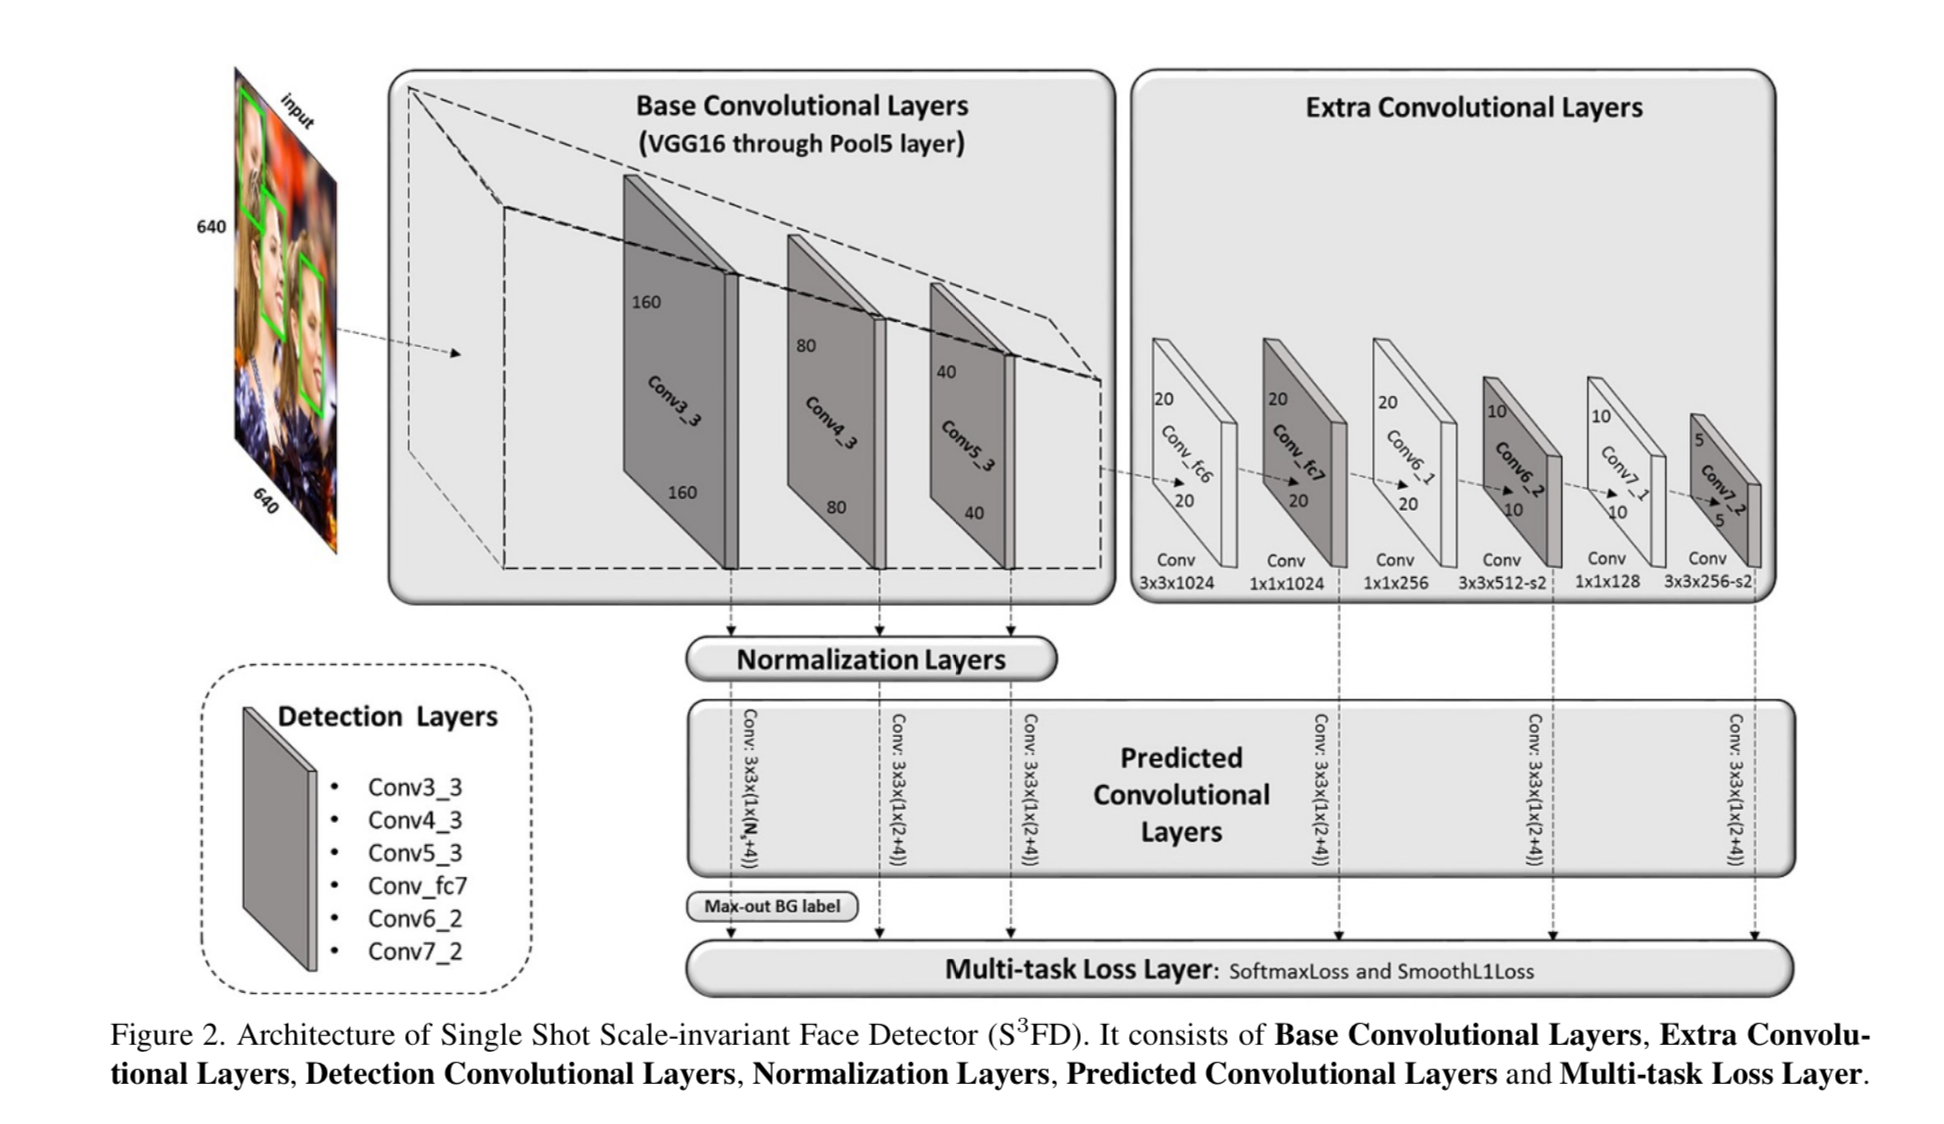 input
640
640
Base Convolutional Layers
(VGG16 through Pool5 layer)
160
Conv3_3
160
80
Conv4_3
80
40
Conv5_3
40
Extra Convolutional Layers
20
Conv_fc6
20
Conv
3x3x1024
20
Conv_fc7
20
Conv
1x1x1024
20
Conv6_1
20
Conv
1x1x256
10
Conv6_2
10
Conv
3x3x512-s2
10
Conv7_1
10
Conv
1x1x128
5
Conv7_2
5
Conv
3x3x256-s2
Normalization Layers
Detection Layers
• Conv3_3
• Conv4_3
• Conv5_3
• Conv_fc7
• Conv6_2
• Conv7_2
Conv: 3x3x(1x(Ns+4))
Conv: 3x3x(1x(2+4))
Conv: 3x3x(1x(2+4))
Predicted
Convolutional
Layers
Conv: 3x3x(1x(2+4))
Conv: 3x3x(1x(2+4))
Conv: 3x3x(1x(2+4))
Max-out BG label
Multi-task Loss Layer: SoftmaxLoss and SmoothL1Loss
Figure 2. Architecture of Single Shot Scale-invariant Face Detector (S³FD). It consists of Base Convolutional Layers, Extra Convolu-
tional Layers, Detection Convolutional Layers, Normalization Layers, Predicted Convolutional Layers and Multi-task Loss Layer.